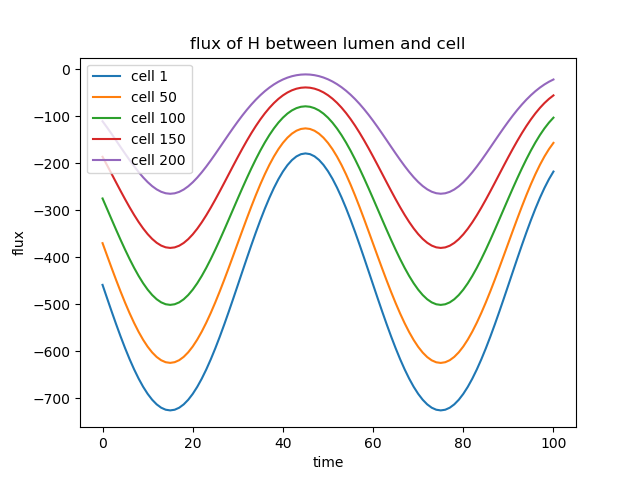 flux of H between lumen and cell
cell 1
cell 50
cell 100
cell 150
cell 200
0
−100
−200
−300
−400
−500
−600
−700
flux
0 20 40 60 80 100
time